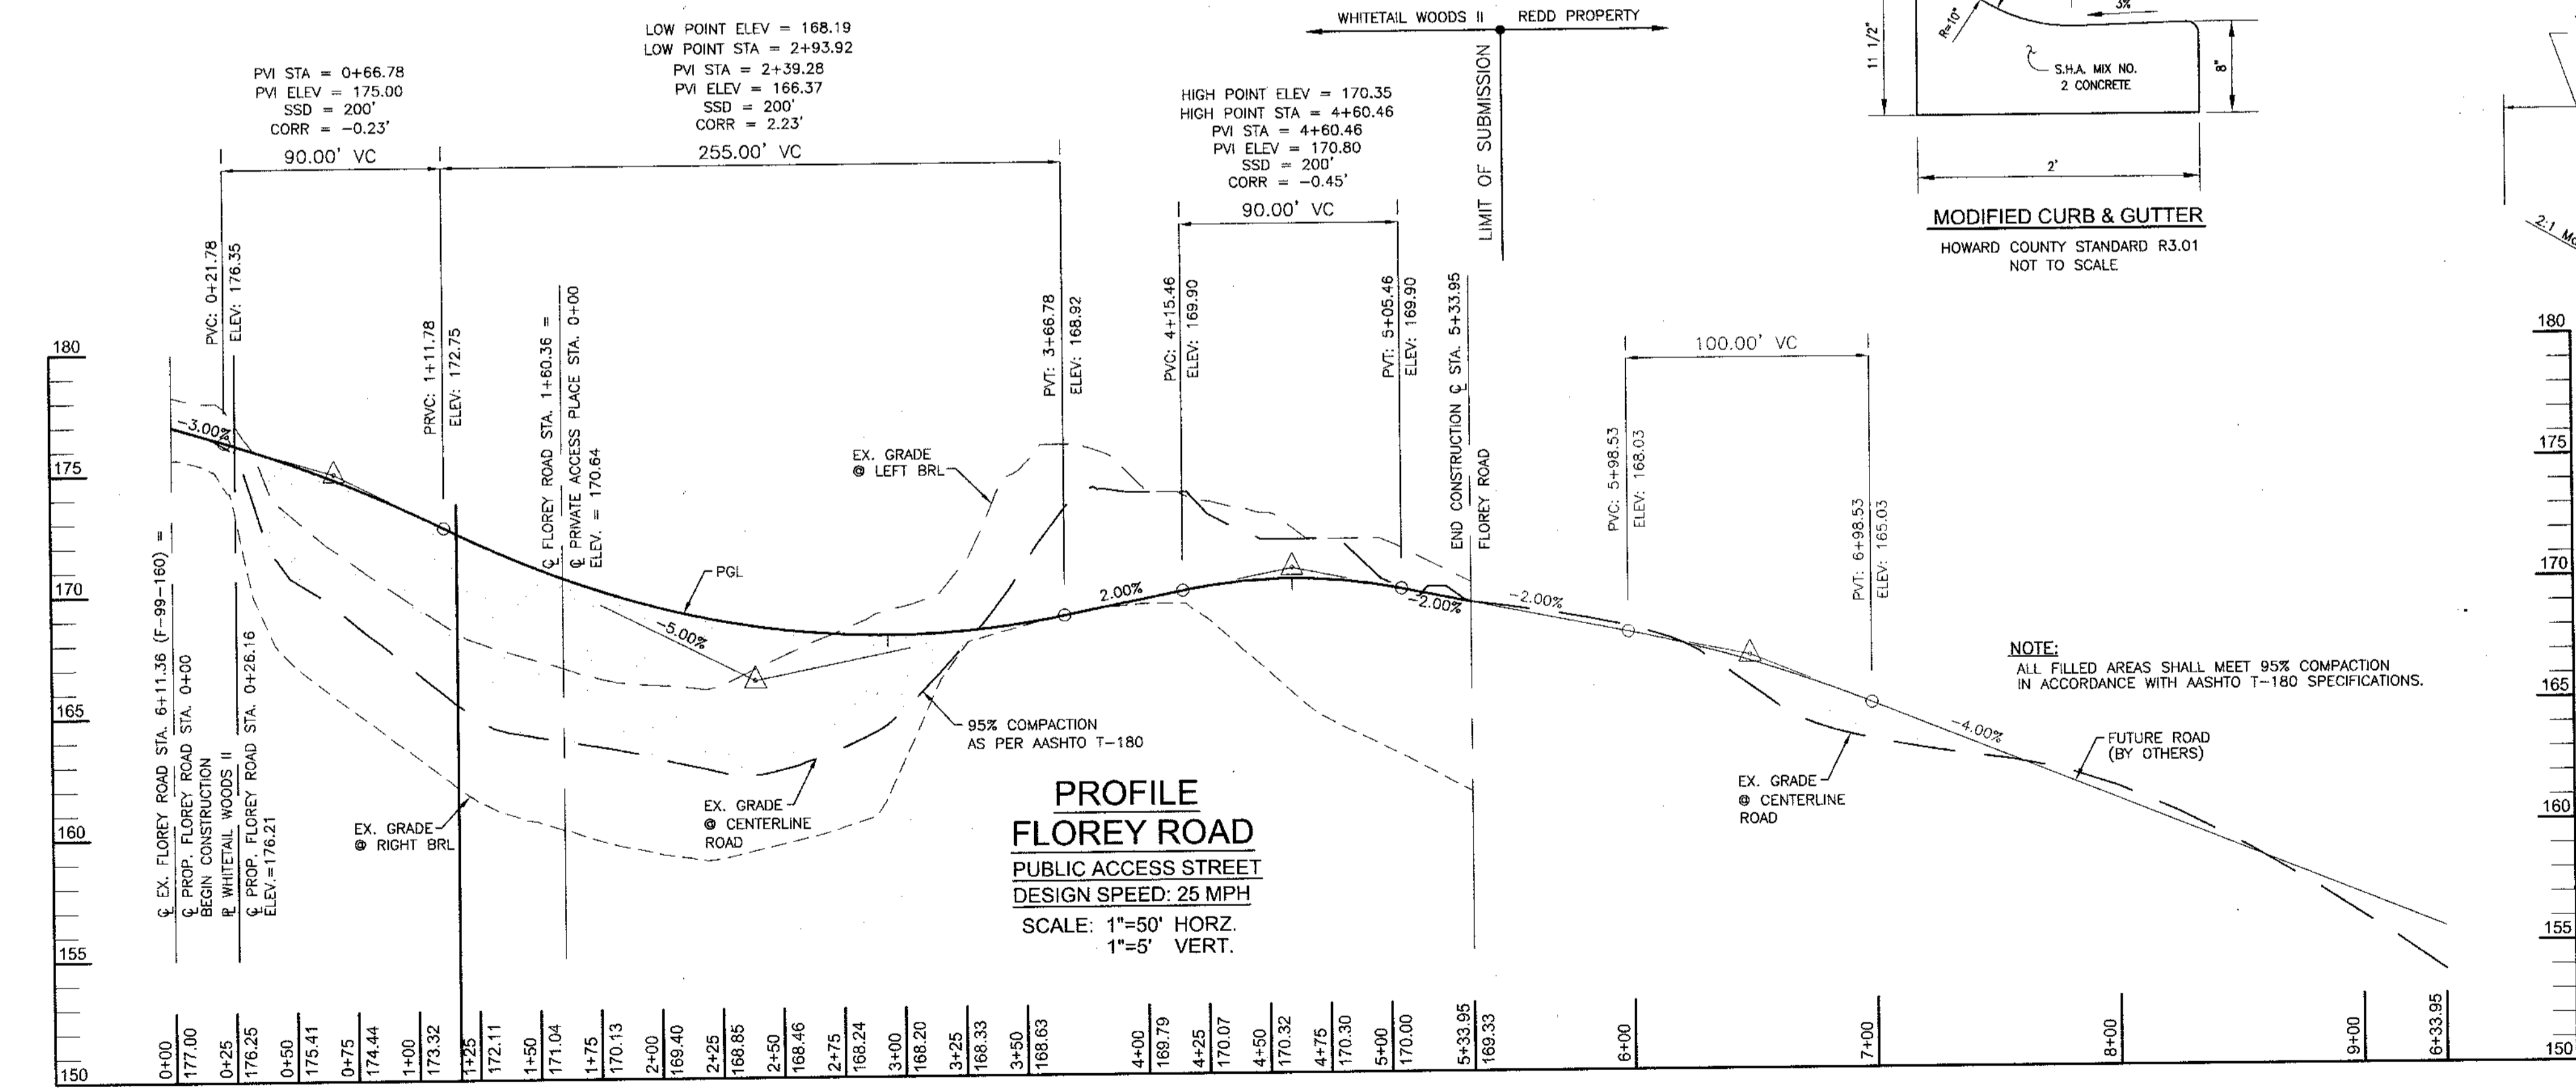 LOW POINT ELEV = 168.19
LOW POINT STA = 2+93.92
PVI STA = 2+39.28
PVI ELEV = 166.37
SSD = 200'
CORR = 2.23'
255.00' VC
PVI STA = 0+66.78
PVI ELEV = 175.00
SSD = 200'
CORR = -0.23'
90.00' VC
HIGH POINT ELEV = 170.35
HIGH POINT STA = 4+60.46
PVI STA = 4+60.46
PVI ELEV = 170.80
SSD = 200'
CORR = -0.45'
90.00' VC
WHITETAIL WOODS II
REDD PROPERTY
LIMIT OF SUBMISSION
R=10"
3%
11 1/2"
8"
S.H.A. MIX NO.
2 CONCRETE
2'
MODIFIED CURB & GUTTER
HOWARD COUNTY STANDARD R3.01
NOT TO SCALE
2:1
PVC: 0+21.78
ELEV: 176.35
PRVC: 1+11.78
ELEV: 172.75
℄ FLOREY ROAD STA. 1+60.36 =
℄ PRIVATE ACCESS PLACE STA. 0+00
ELEV. = 170.64
PVT: 3+66.78
ELEV: 168.92
PVC: 4+15.46
ELEV: 169.90
PVT: 5+05.46
ELEV: 169.90
END CONSTRUCTION ℄ STA. 5+33.95
FLOREY ROAD
100.00' VC
PVC: 5+98.53
ELEV: 168.03
PVT: 6+98.53
ELEV: 165.03
180
175
170
165
160
155
150
180
175
170
165
160
155
150
-3.00%
-5.00%
2.00%
-2.00%
-2.00%
-4.00%
PGL
EX. GRADE
@ LEFT BRL
95% COMPACTION
AS PER AASHTO T-180
EX. GRADE
@ RIGHT BRL
EX. GRADE
@ CENTERLINE
ROAD
EX. GRADE
@ CENTERLINE
ROAD
FUTURE ROAD
(BY OTHERS)
NOTE:
ALL FILLED AREAS SHALL MEET 95% COMPACTION
IN ACCORDANCE WITH AASHTO T-180 SPECIFICATIONS.
℄ EX. FLOREY ROAD STA. 6+11.36 (F-99-160) =
℄ PROP. FLOREY ROAD STA. 0+00
BEGIN CONSTRUCTION
℄ WHITETAIL WOODS II
℄ PROP. FLOREY ROAD STA. 0+26.16
ELEV.=176.21
PROFILE
FLOREY ROAD
PUBLIC ACCESS STREET
DESIGN SPEED: 25 MPH
SCALE: 1"=50' HORZ.
1"=5' VERT.
0+00 177.00
0+25 176.25
0+50 175.41
0+75 174.44
1+00 173.32
1+25 172.11
1+50 171.04
1+75 170.13
2+00 169.40
2+25 168.85
2+50 168.46
2+75 168.24
3+00 168.20
3+25 168.33
3+50 168.63
4+00 169.79
4+25 170.07
4+50 170.32
4+75 170.30
5+00 170.00
5+33.95 169.33
6+00
7+00
8+00
9+00
6+33.95